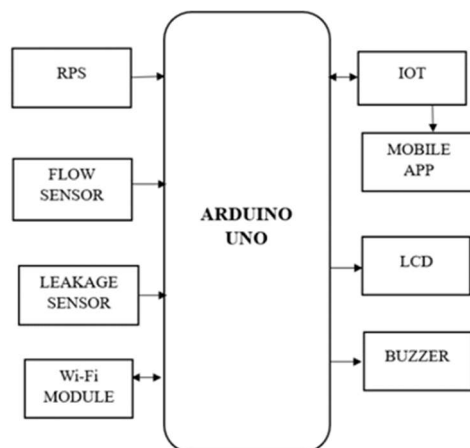 RPS
FLOW
SENSOR
LEAKAGE
SENSOR
Wi-Fi
MODULE
ARDUINO
UNO
IOT
MOBILE
APP
LCD
BUZZER